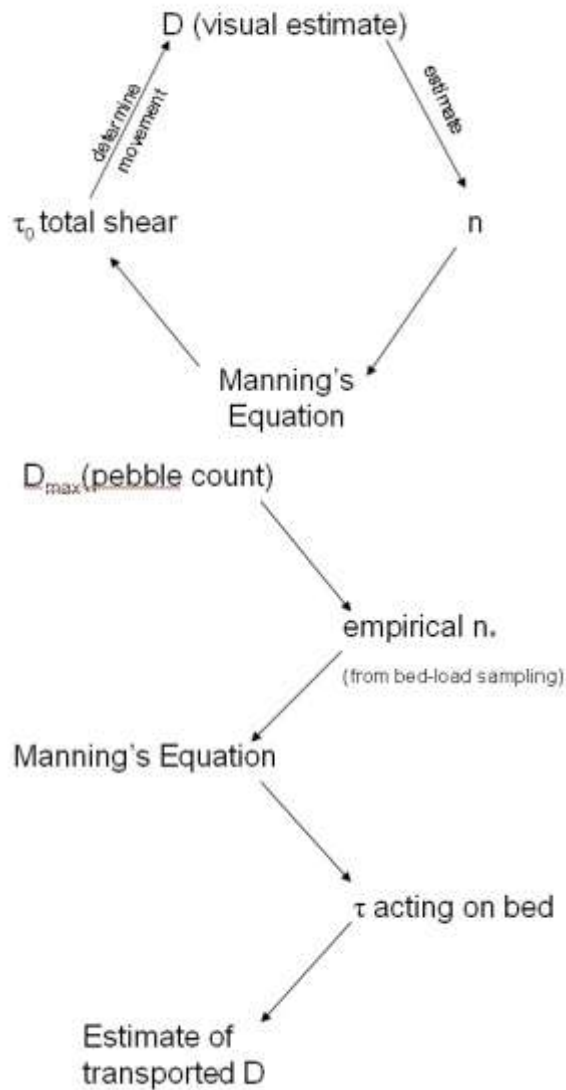 D (visual estimate)
determine
movement
estimate
τ₀ total shear
n
Manning's
Equation
Dmax (pebble count)
empirical n*
(from bed-load sampling)
Manning's Equation
τ acting on bed
Estimate of
transported D